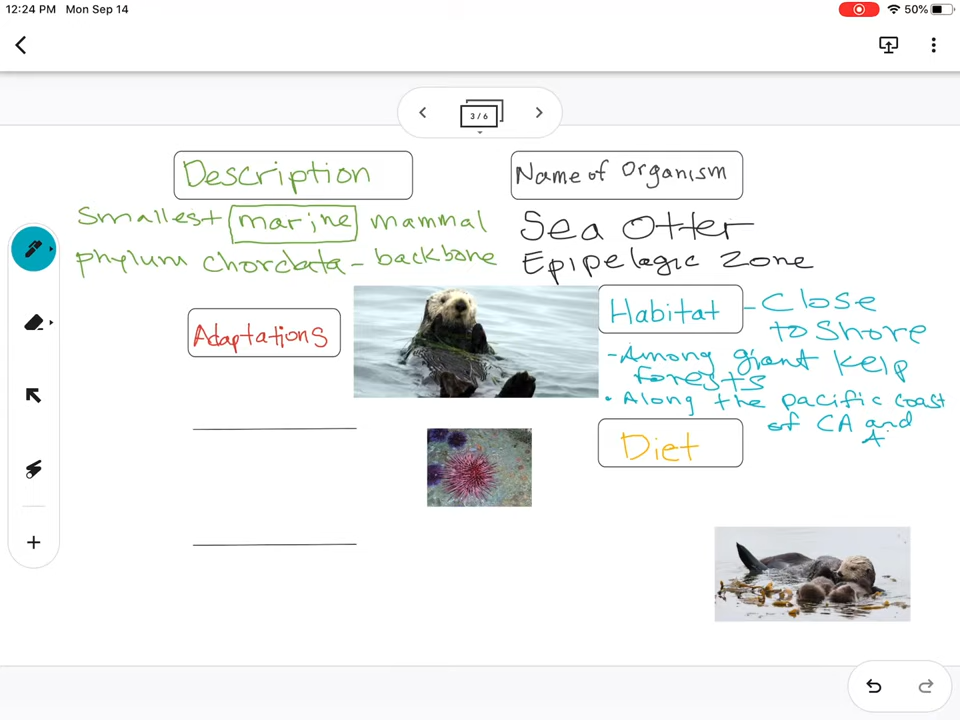 12:24 PM Mon Sep 14
50%
3 / 6
Description
Name of Organism
Smallest marine mammal
phylum chordata - backbone
Sea Otter
Epipelagic Zone
Adaptations
Habitat - Close to shore
- Among giant kelp forests
• Along the pacific coast of CA and A
Diet